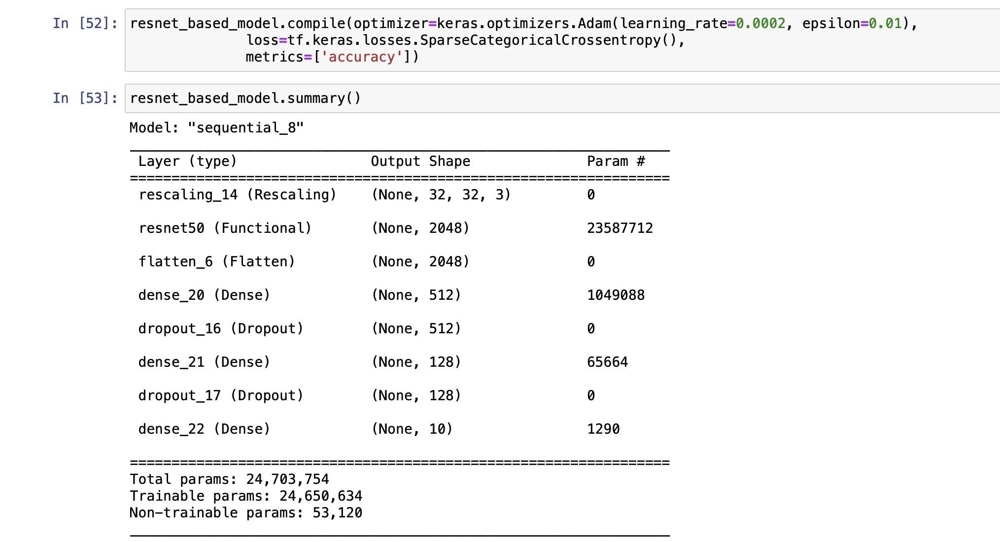 In [52]: resnet_based_model.compile(optimizer=keras.optimizers.Adam(learning_rate=0.0002, epsilon=0.01),
loss=tf.keras.losses.SparseCategoricalCrossentropy(),
metrics=['accuracy'])
In [53]: resnet_based_model.summary()
Model: "sequential_8"
Layer (type) Output Shape Param #
=================================================================
rescaling_14 (Rescaling) (None, 32, 32, 3) 0
resnet50 (Functional) (None, 2048) 23587712
flatten_6 (Flatten) (None, 2048) 0
dense_20 (Dense) (None, 512) 1049088
dropout_16 (Dropout) (None, 512) 0
dense_21 (Dense) (None, 128) 65664
dropout_17 (Dropout) (None, 128) 0
dense_22 (Dense) (None, 10) 1290
=================================================================
Total params: 24,703,754
Trainable params: 24,650,634
Non-trainable params: 53,120